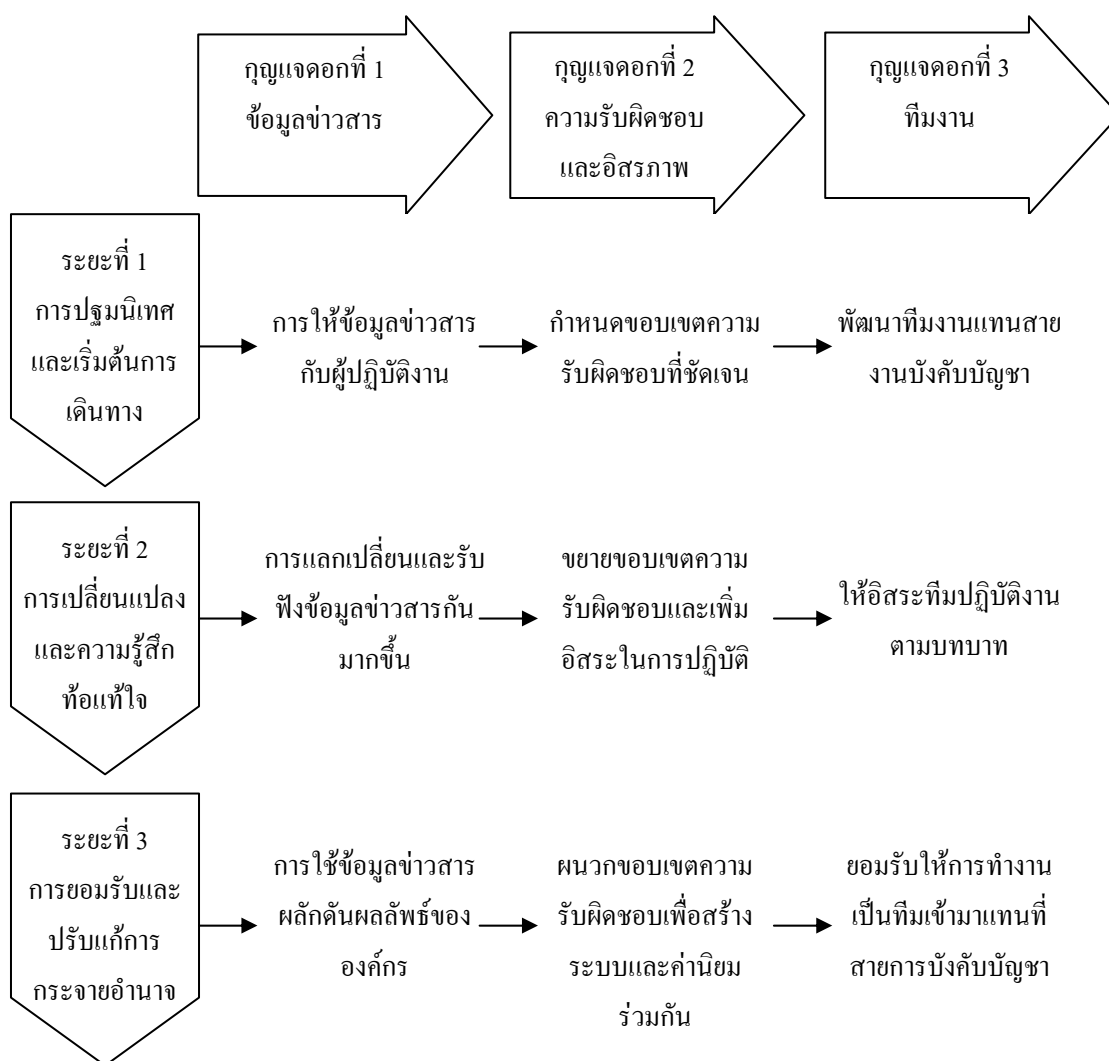 กุญแจดอกที่ 1
ข้อมูลข่าวสาร
กุญแจดอกที่ 2
ความรับผิดชอบ
และอิสรภาพ
กุญแจดอกที่ 3
ทีมงาน
ระยะที่ 1
การปฐมนิเทศ
และเริ่มต้นการ
เดินทาง
การให้ข้อมูลข่าวสาร
กับผู้ปฏิบัติงาน
กำหนดขอบเขตความ
รับผิดชอบที่ชัดเจน
พัฒนาทีมงานแทนสาย
งานบังคับบัญชา
ระยะที่ 2
การเปลี่ยนแปลง
และความรู้สึก
ท้อแท้ใจ
การแลกเปลี่ยนและรับ
ฟังข้อมูลข่าวสารกัน
มากขึ้น
ขยายขอบเขตความ
รับผิดชอบและเพิ่ม
อิสระในการปฏิบัติ
ให้อิสระทีมปฏิบัติงาน
ตามบทบาท
ระยะที่ 3
การยอมรับและ
ปรับแก้การ
กระจายอำนาจ
การใช้ข้อมูลข่าวสาร
ผลักดันผลลัพธ์ของ
องค์กร
ผนวกขอบเขตความ
รับผิดชอบเพื่อสร้าง
ระบบและค่านิยม
ร่วมกัน
ยอมรับให้การทำงาน
เป็นทีมเข้ามาแทนที่
สายการบังคับบัญชา